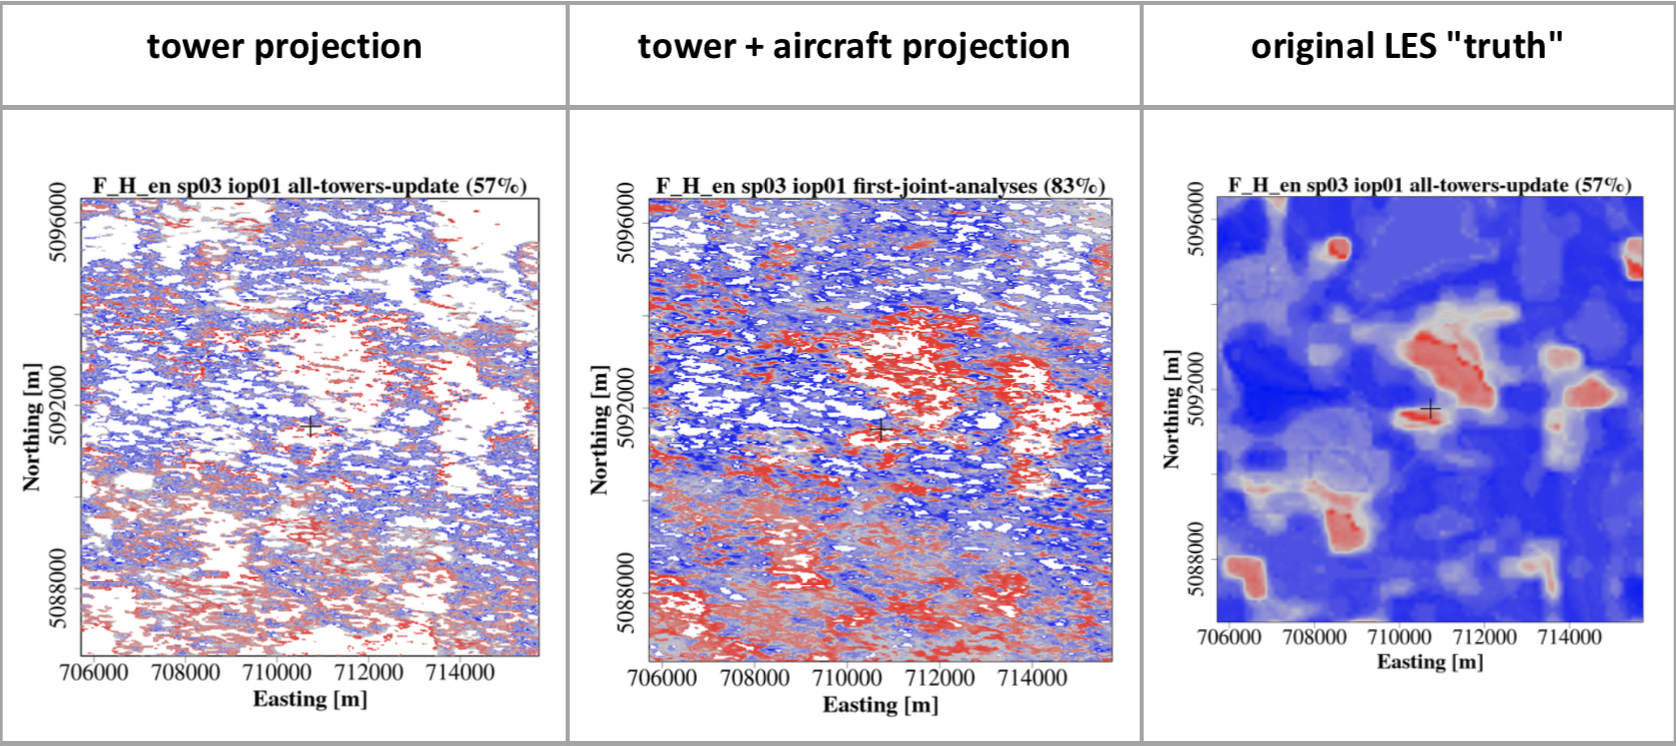 tower projection
tower + aircraft projection
original LES "truth"
F_H_en sp03 iop01 all-towers-update (57%)
5096000
5092000
5088000
Northing [m]
706000 708000 710000 712000 714000
Easting [m]
F_H_en sp03 iop01 first-joint-analyses (83%)
5096000
5092000
5088000
Northing [m]
706000 708000 710000 712000 714000
Easting [m]
F_H_en sp03 iop01 all-towers-update (57%)
5096000
5092000
5088000
Northing [m]
706000 708000 710000 712000 714000
Easting [m]